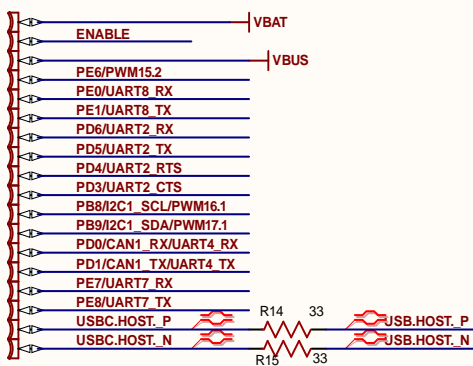 VBAT
ENABLE
VBUS
PE6/PWM15.2
PE0/UART8_RX
PE1/UART8_TX
PD6/UART2_RX
PD5/UART2_TX
PD4/UART2_RTS
PD3/UART2_CTS
PB8/I2C1_SCL/PWM16.1
PB9/I2C1_SDA/PWM17.1
PD0/CAN1_RX/UART4_RX
PD1/CAN1_TX/UART4_TX
PE7/UART7_RX
PE8/UART7_TX
R14 33
USBC.HOST._P USB.HOST._P
USBC.HOST._N USB.HOST._N
R15 33